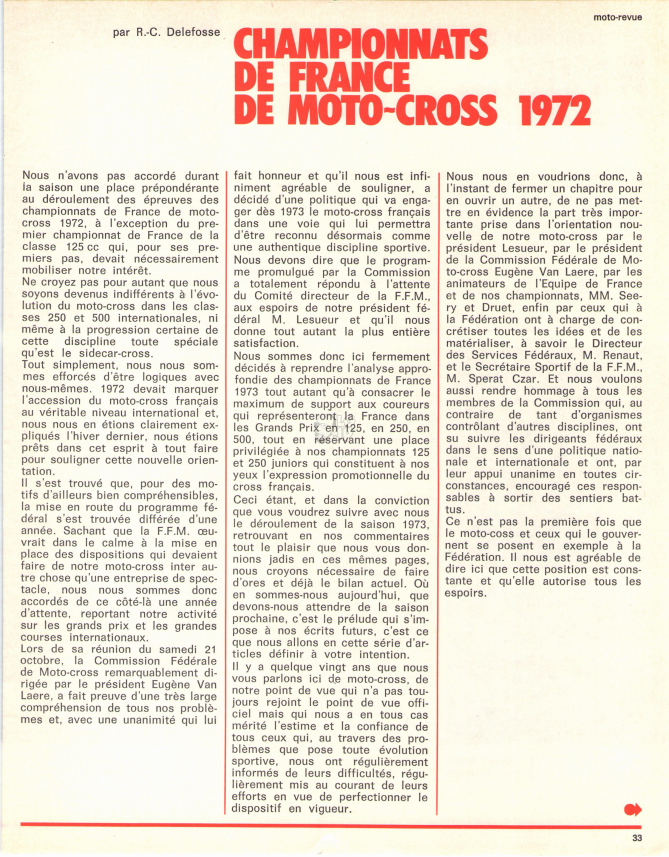 moto-revue
par R.-C. Delefosse
CHAMPIONNATS
DE FRANCE
DE MOTO-CROSS 1972
Nous n'avons pas accordé durant
la saison une place prépondérante
au déroulement des épreuves des
championnats de France de moto-
cross 1972, à l'exception du pre-
mier championnat de France de la
classe 125 cc qui, pour ses pre-
miers pas, devait nécessairement
mobiliser notre intérêt.
Ne croyez pas pour autant que nous
soyons devenus indifférents à l'évo-
lution du moto-cross dans les clas-
ses 250 et 500 internationales, ni
même à la progression certaine de
cette discipline toute spéciale
qu'est le sidecar-cross.
Tout simplement, nous nous som-
mes efforcés d'être logiques avec
nous-mêmes. 1972 devait marquer
l'accession du moto-cross français
au véritable niveau international et,
nous nous en étions clairement ex-
pliqués l'hiver dernier, nous étions
prêts dans cet esprit à tout faire
pour souligner cette nouvelle orien-
tation.
Il s'est trouvé que, pour des mo-
tifs d'ailleurs bien compréhensibles,
la mise en route du programme fé-
déral s'est trouvée différée d'une
année. Sachant que la F.F.M. œu-
vrait dans le calme à la mise en
place des dispositions qui devaient
faire de notre moto-cross inter au-
tre chose qu'une entreprise de spec-
tacle, nous nous sommes donc
accordés de ce côté-là une année
d'attente, reportant notre activité
sur les grands prix et les grandes
courses internationaux.
Lors de sa réunion du samedi 21
octobre, la Commission Fédérale
de Moto-cross remarquablement di-
rigée par le président Eugène Van
Laere, a fait preuve d'une très large
compréhension de tous nos problè-
mes et, avec une unanimité qui lui
fait honneur et qu'il nous est infi-
niment agréable de souligner, a
décidé d'une politique qui va enga-
ger dès 1973 le moto-cross français
dans une voie qui lui permettra
d'être reconnu désormais comme
une authentique discipline sportive.
Nous devons dire que le program-
me promulgué par la Commission
a totalement répondu à l'attente
du Comité directeur de la F.F.M.,
aux espoirs de notre président fé-
déral M. Lesueur et qu'il nous
donne tout autant la plus entière
satisfaction.
Nous sommes donc ici fermement
décidés à reprendre l'analyse appro-
fondie des championnats de France
1973 tout autant qu'à consacrer le
maximum de support aux coureurs
qui représenteront la France dans
les Grands Prix en 125, en 250, en
500, tout en réservant une place
privilégiée à nos championnats 125
et 250 juniors qui constituent à nos
yeux l'expression promotionnelle du
cross français.
Ceci étant, et dans la conviction
que vous voudrez suivre avec nous
le déroulement de la saison 1973,
retrouvant en nos commentaires
tout le plaisir que nous vous don-
nions jadis en ces mêmes pages,
nous croyons nécessaire de faire
d'ores et déjà le bilan actuel. Où
en sommes-nous aujourd'hui, que
devons-nous attendre de la saison
prochaine, c'est le prélude qui s'im-
pose à nos écrits futurs, c'est ce
que nous allons en cette série d'ar-
ticles définir à votre intention.
Il y a quelque vingt ans que nous
vous parlons ici de moto-cross, de
notre point de vue qui n'a pas tou-
jours rejoint le point de vue offi-
ciel mais qui nous a en tous cas
mérité l'estime et la confiance de
tous ceux qui, au travers des pro-
blèmes que pose toute évolution
sportive, nous ont régulièrement
informés de leurs difficultés, régu-
lièrement mis au courant de leurs
efforts en vue de perfectionner le
dispositif en vigueur.
Nous nous en voudrions donc, à
l'instant de fermer un chapitre pour
en ouvrir un autre, de ne pas met-
tre en évidence la part très impor-
tante prise dans l'orientation nou-
velle de notre moto-cross par le
président Lesueur, par le président
de la Commission Fédérale de Mo-
to-cross Eugène Van Laere, par les
animateurs de l'Equipe de France
et de nos championnats, MM. See-
ry et Druet, enfin par ceux qui à
la Fédération ont à charge de con-
crétiser toutes les idées et de les
matérialiser, à savoir le Directeur
des Services Fédéraux, M. Renaut,
et le Secrétaire Sportif de la F.F.M.,
M. Sperat Czar. Et nous voulons
aussi rendre hommage à tous les
membres de la Commission qui, au
contraire de tant d'organismes
contrôlant d'autres disciplines, ont
su suivre les dirigeants fédéraux
dans le sens d'une politique natio-
nale et internationale et ont, par
leur appui unanime en toutes cir-
constances, encouragé ces respon-
sables à sortir des sentiers bat-
tus.
Ce n'est pas la première fois que
le moto-coss et ceux qui le gouver-
nent se posent en exemple à la
Fédération. Il nous est agréable de
dire ici que cette position est cons-
tante et qu'elle autorise tous les
espoirs.
33